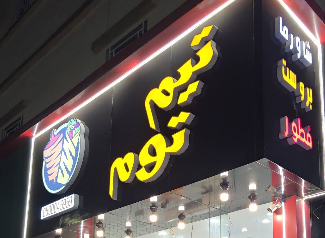 تيم
توم
شاورما
بروست
فطور